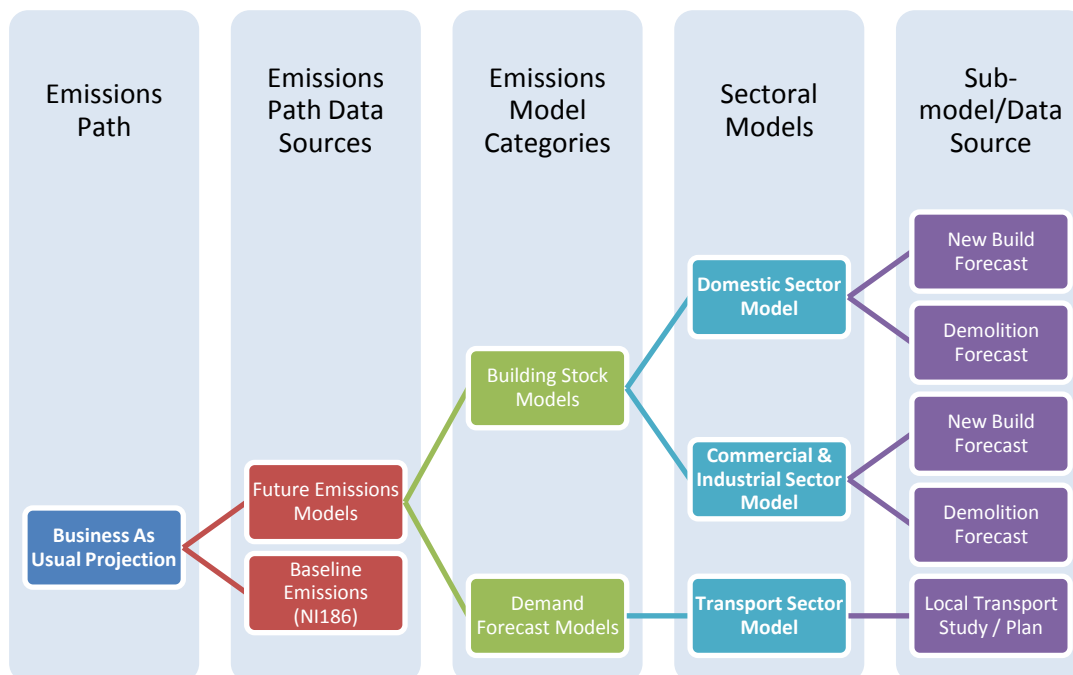 Emissions
Path
Emissions
Path Data
Sources
Emissions
Model
Categories
Sectoral
Models
Sub-
model/Data
Source
Business As
Usual Projection
Future Emissions
Models
Baseline
Emissions
(NI186)
Building Stock
Models
Demand
Forecast Models
Domestic Sector
Model
Commercial &
Industrial Sector
Model
Transport Sector
Model
New Build
Forecast
Demolition
Forecast
New Build
Forecast
Demolition
Forecast
Local Transport
Study / Plan